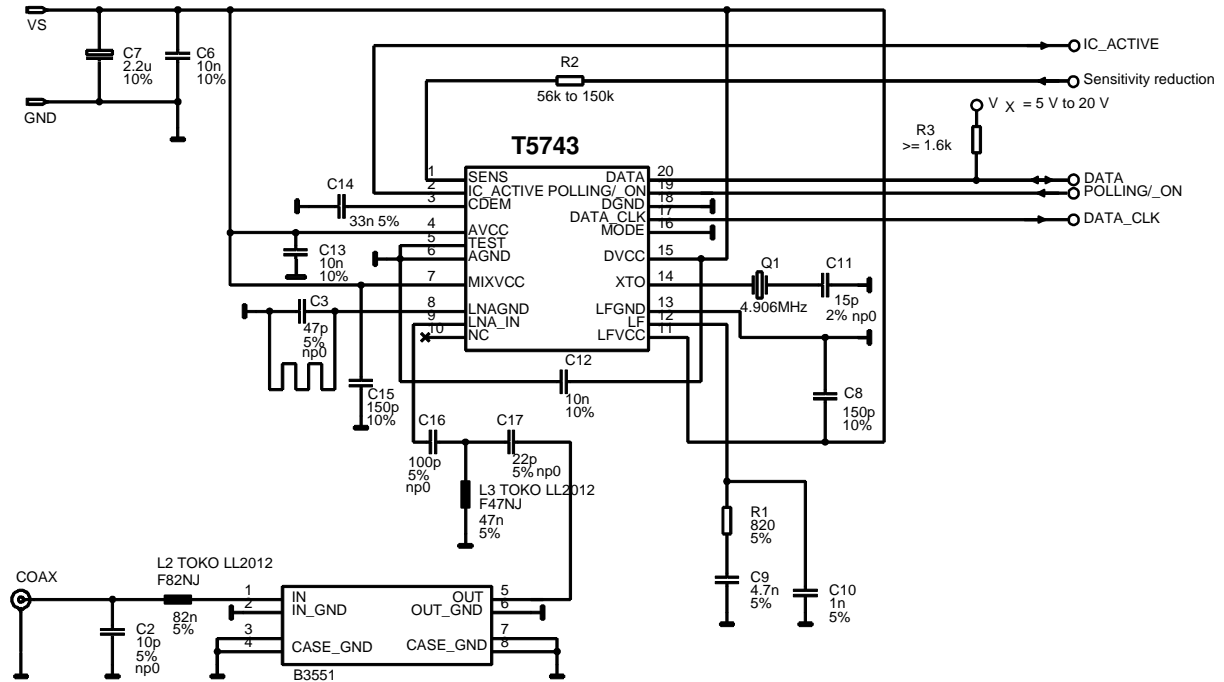 VS
C7
2.2u
10%
C6
10n
10%
GND
IC_ACTIVE
R2
56k to 150k
Sensitivity reduction
V X = 5 V to 20 V
R3
>= 1.6k
T5743
1 SENS DATA 20
2 IC_ACTIVE POLLING/_ON 19
3 CDEM DGND 18
DATA_CLK 17
4 AVCC MODE 16
5 TEST
6 AGND DVCC 15
7 MIXVCC XTO 14
8 LNAGND LFGND 13
9 LNA_IN LF 12
10 NC LFVCC 11
DATA
POLLING/_ON
DATA_CLK
C14
33n 5%
C13
10n
10%
C3
47p
5%
np0
Q1
4.906MHz
C11
15p
2% np0
C12
10n
10%
C15
150p
10%
C8
150p
10%
C16
100p
5%
np0
C17
22p
5% np0
L3 TOKO LL2012
F47NJ
47n
5%
R1
820
5%
C9
4.7n
5%
C10
1n
5%
COAX
L2 TOKO LL2012
F82NJ
82n
5%
C2
10p
5%
np0
1 IN OUT 5
2 IN_GND OUT_GND 6
3 7
4 CASE_GND CASE_GND 8
B3551